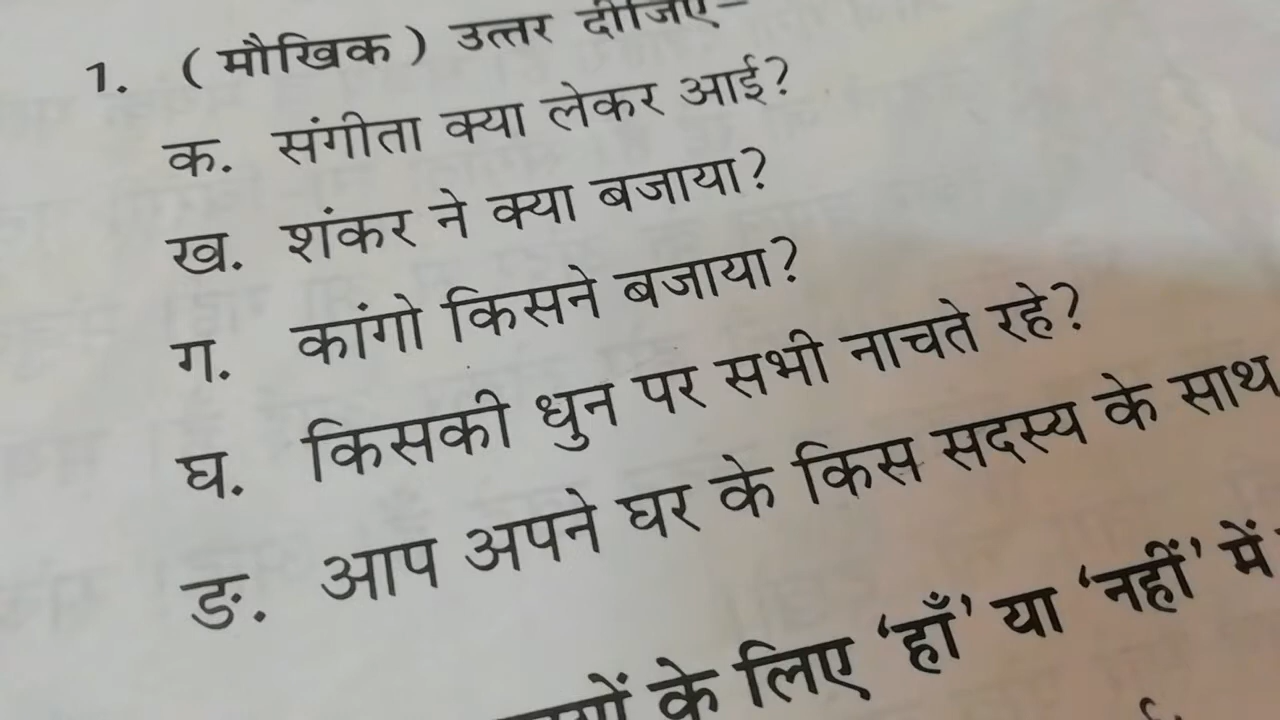 1. ( मौखिक ) उत्तर दीजिए–
क. संगीता क्या लेकर आई?
ख. शंकर ने क्या बजाया?
ग. कांगो किसने बजाया?
घ. किसकी धुन पर सभी नाचते रहे?
ङ. आप अपने घर के किस सदस्य के साथ
के लिए ‘हाँ’ या ‘नहीं’ में